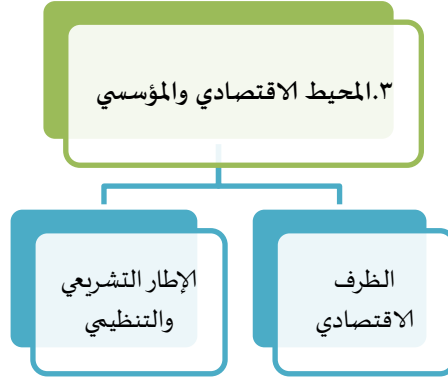 ٣.المحيط الاقتصادي والمؤسسي
الظرف
الاقتصادي
الإطار التشريعي
والتنظيمي